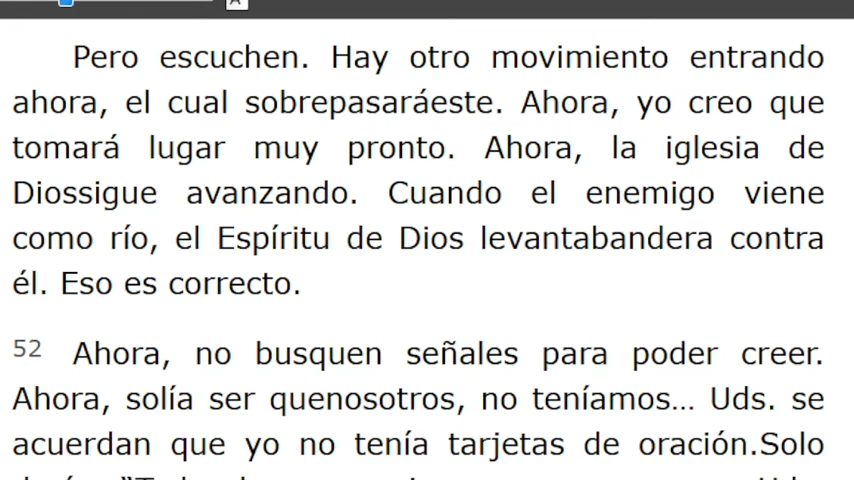 A
Pero escuchen. Hay otro movimiento entrando
ahora, el cual sobrepasaráeste. Ahora, yo creo que
tomará lugar muy pronto. Ahora, la iglesia de
Diossigue avanzando. Cuando el enemigo viene
como río, el Espíritu de Dios levantabandera contra
él. Eso es correcto.
52 Ahora, no busquen señales para poder creer.
Ahora, solía ser quenosotros, no teníamos... Uds. se
acuerdan que yo no tenía tarjetas de oración.Solo